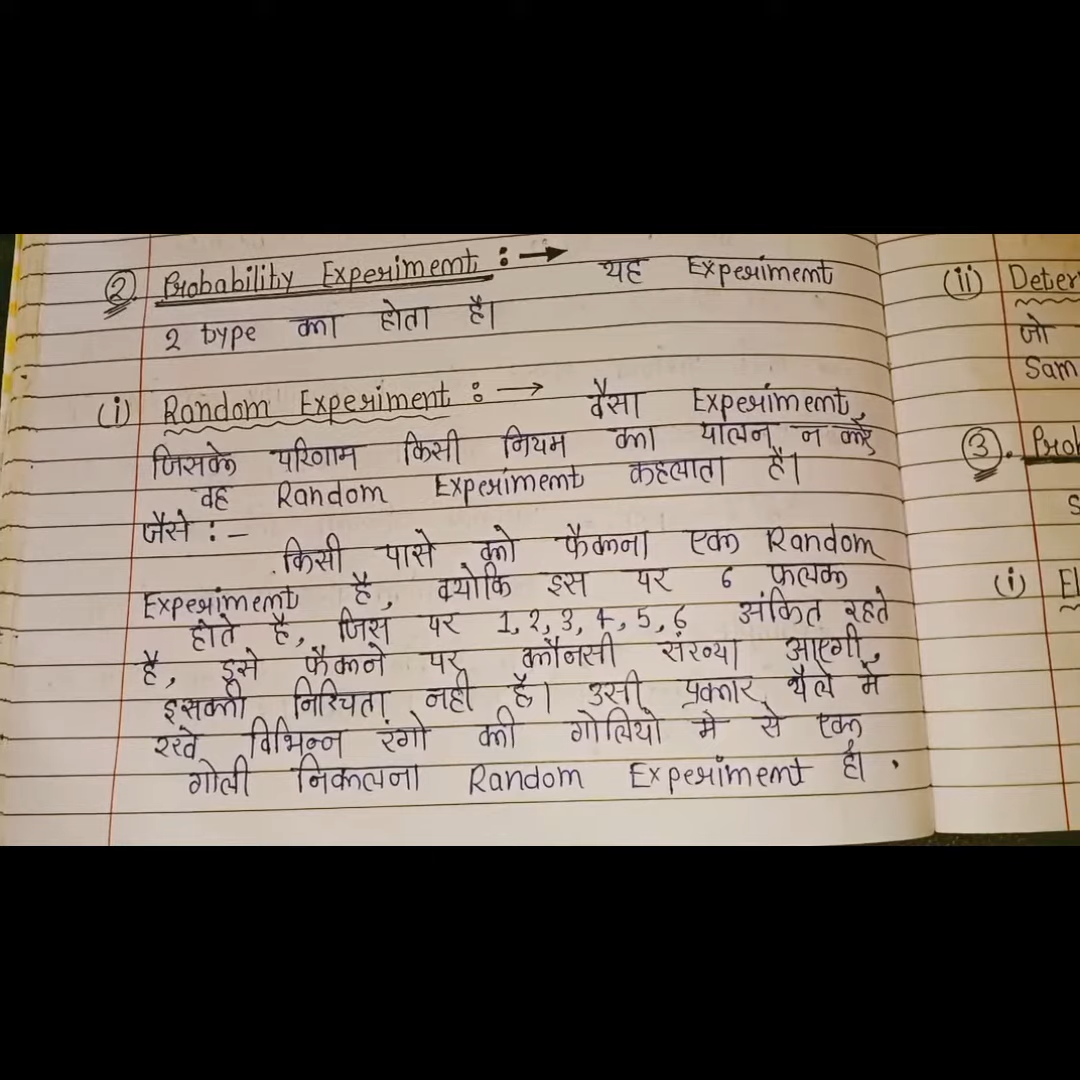 2. Probability Experiment :→ यह Experiment
2 type का होता है।
(i) Random Experiment :→ वैसा Experiment,
जिसके परिणाम किसी नियम का पालन न करें
वह Random Experiment कहलाता है।
जैसे :-
किसी पासे को फैकना एक Random
Experiment है, क्योकि इस पर 6 फलक
होते है, जिस पर 1, 2, 3, 4, 5, 6 अंकित रहते
है, इसे फैकने पर कौनसी संख्या आएगी,
इसकी निश्चिता नही है। उसी प्रकार, थैले में
रखे विभिन्न रंगो की गोलियो मे से एक
गोली निकलना Random Experiment है।
(ii) Deter
जो
Sam
3. Prob
S
(i) El